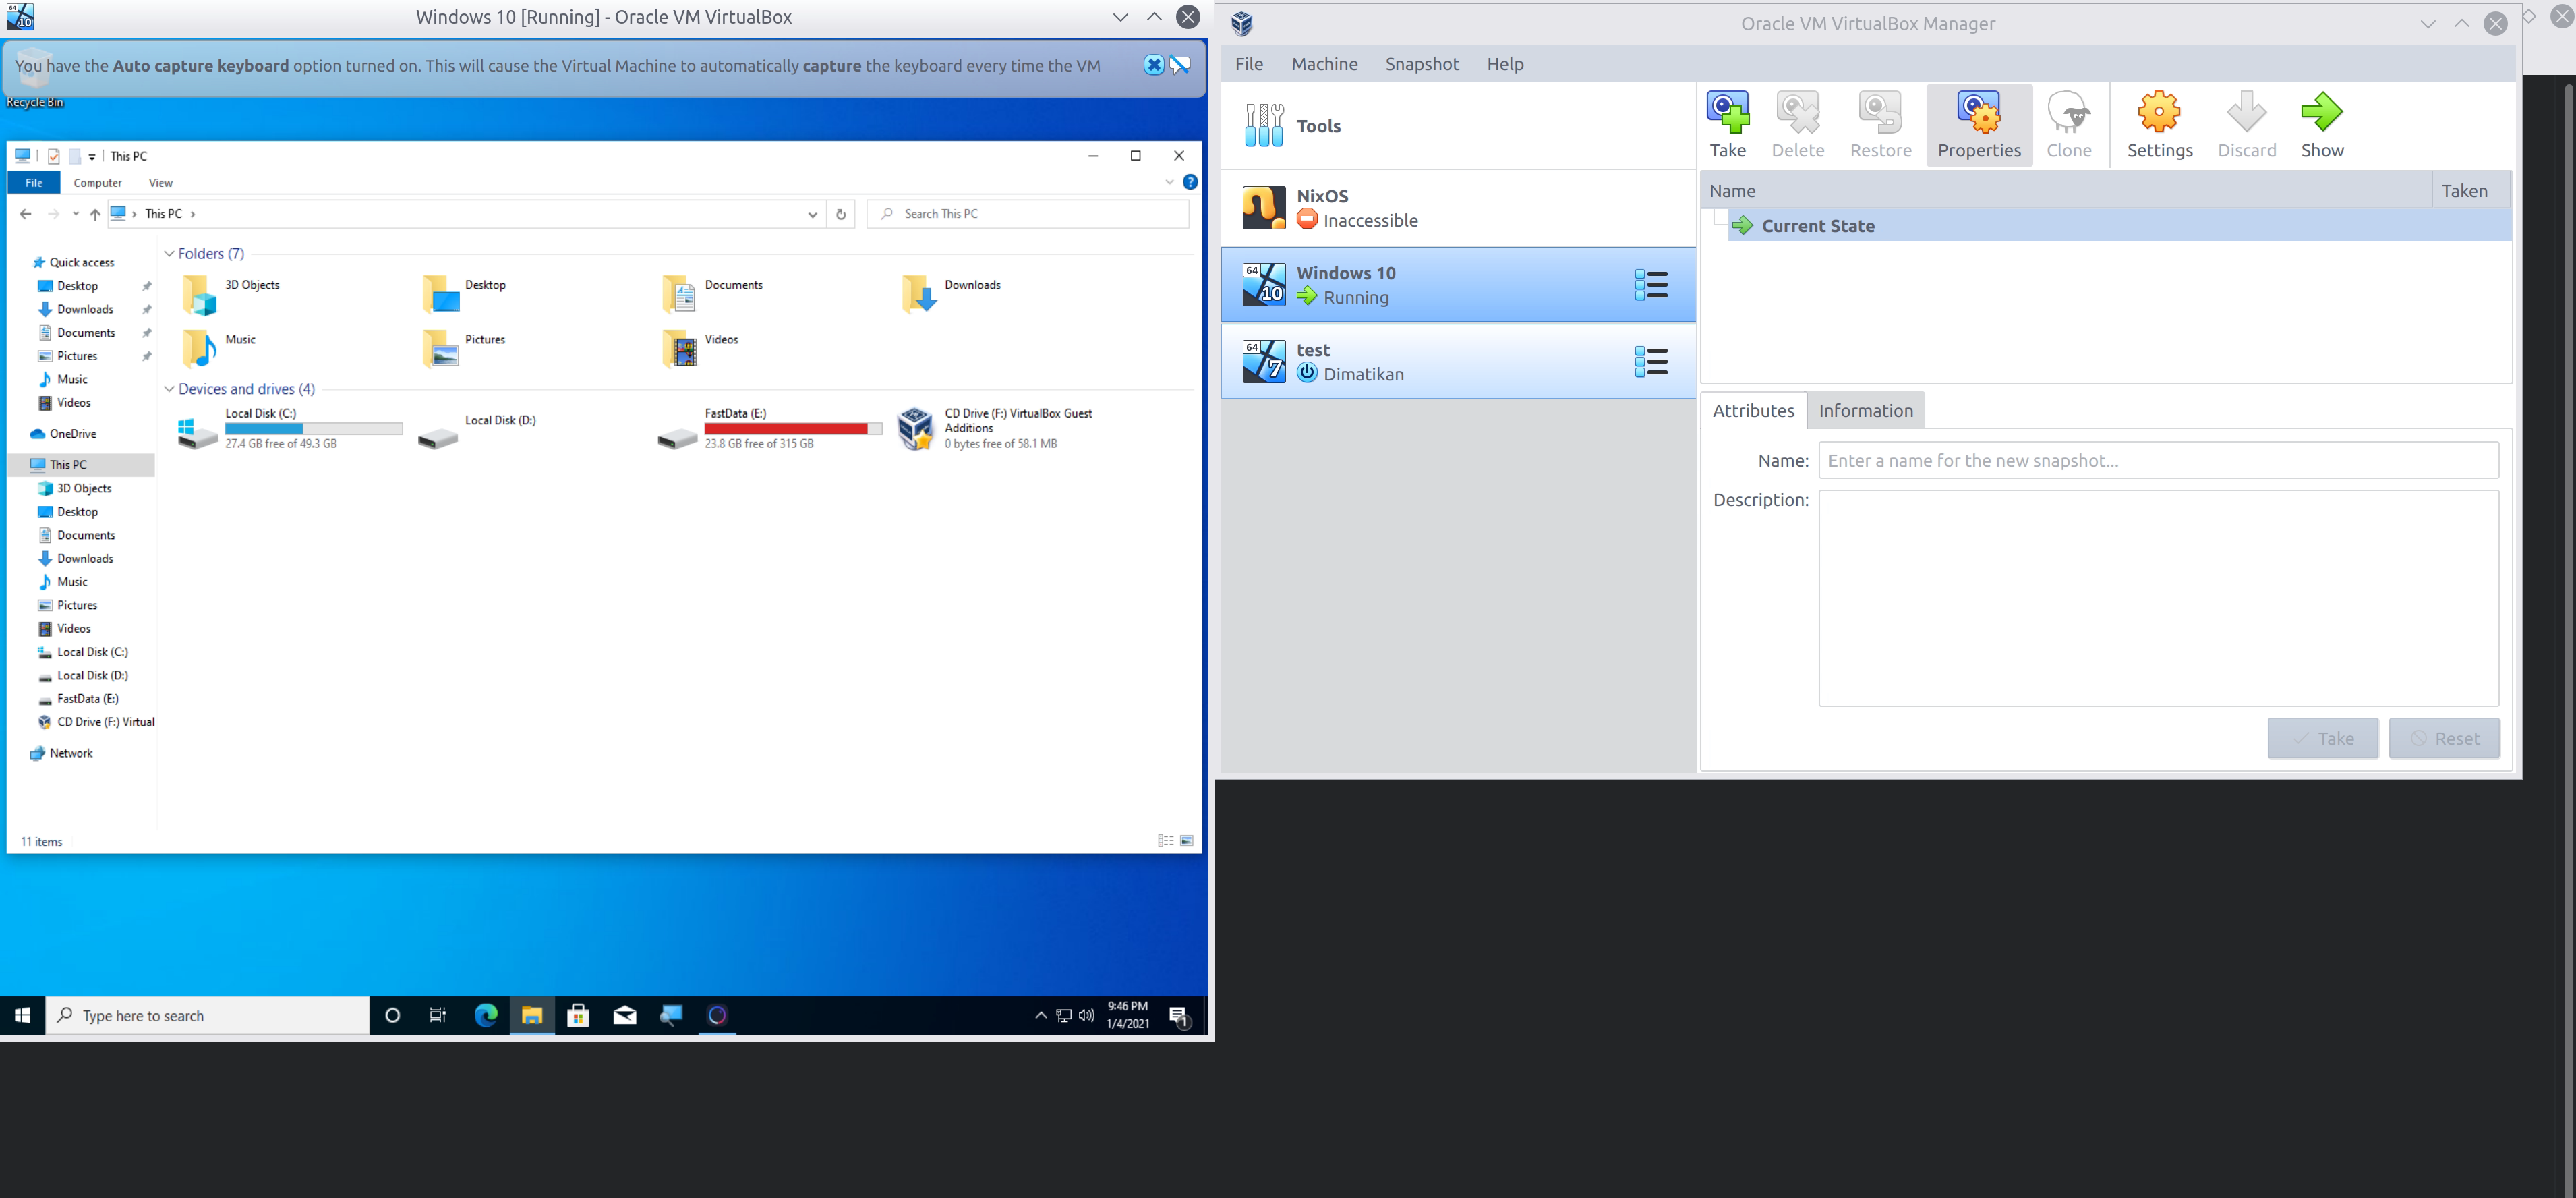 Windows 10 [Running] - Oracle VM VirtualBox
You have the Auto capture keyboard option turned on. This will cause the Virtual Machine to automatically capture the keyboard every time the VM
Recycle Bin
This PC
File Computer View
This PC
Search This PC
Quick access
Desktop
Downloads
Documents
Pictures
Music
Videos
OneDrive
This PC
3D Objects
Desktop
Documents
Downloads
Music
Pictures
Videos
Local Disk (C:)
Local Disk (D:)
FastData (E:)
CD Drive (F:) Virtual
Network
Folders (7)
3D Objects
Desktop
Documents
Downloads
Music
Pictures
Videos
Devices and drives (4)
Local Disk (C:)
27.4 GB free of 49.3 GB
Local Disk (D:)
FastData (E:)
23.8 GB free of 315 GB
CD Drive (F:) VirtualBox Guest
Additions
0 bytes free of 58.1 MB
11 items
Type here to search
9:46 PM
1/4/2021
1
Oracle VM VirtualBox Manager
File Machine Snapshot Help
Tools
NixOS
Inaccessible
64
10
Windows 10
Running
64
7
test
Dimatikan
Take Delete Restore Properties Clone Settings Discard Show
Name Taken
Current State
Attributes Information
Name: Enter a name for the new snapshot...
Description:
Take Reset